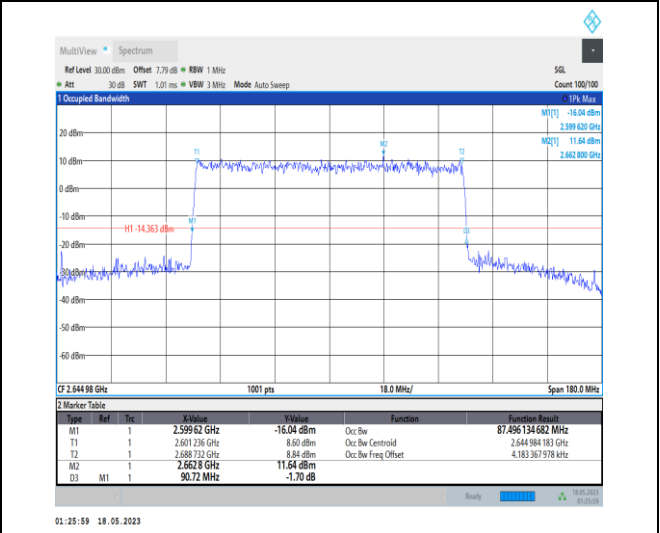 MultiView Spectrum
Ref Level 30.00 dBm Offset 7.79 dB RBW 1 MHz SGL
Att 30 dB SWT 1.01 ms VBW 3 MHz Mode Auto Sweep Count 100/100
1 Occupied Bandwidth 1Pk Max
M1[1] -16.04 dBm
2.599 620 GHz
20 dBm
M2[1] 11.64 dBm
2.662 800 GHz
M2
T1 T2
10 dBm
0 dBm
-10 dBm
M1
H1 -14.363 dBm
D3
-20 dBm
-30 dBm
-40 dBm
-50 dBm
-60 dBm
CF 2.644 98 GHz 1001 pts 18.0 MHz/ Span 180.0 MHz
2 Marker Table
Type Ref Trc X-Value Y-Value Function Function Result
M1 1 2.599 62 GHz -16.04 dBm Occ Bw 87.496 134 682 MHz
T1 1 2.601 236 GHz 8.60 dBm Occ Bw Centroid 2.644 984 183 GHz
T2 1 2.688 732 GHz 8.84 dBm Occ Bw Freq Offset 4.183 367 978 kHz
M2 1 2.662 8 GHz 11.64 dBm
D3 M1 1 90.72 MHz -1.70 dB
Ready 18.05.2023
01:25:59
01:25:59 18.05.2023